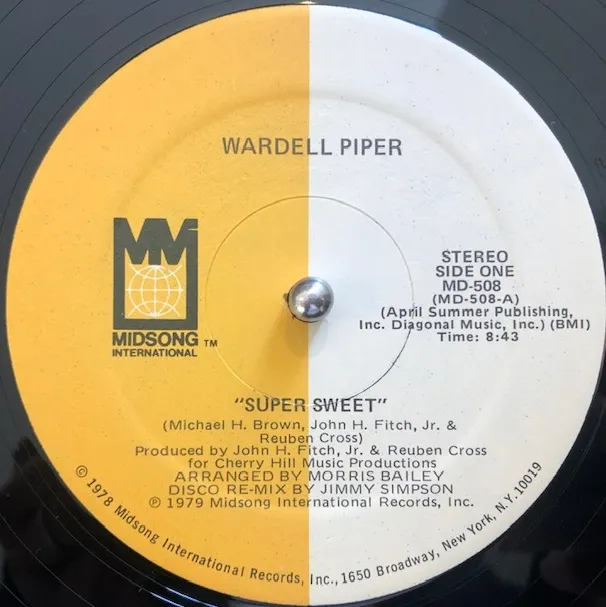 WARDELL PIPER
MM
MIDSONG TM
INTERNATIONAL
STEREO
SIDE ONE
MD-508
(MD-508-A)
(April Summer Publishing,
Inc. Diagonal Music, Inc.) (BMI)
Time: 8:43
"SUPER SWEET"
(Michael H. Brown, John H. Fitch, Jr. &
Reuben Cross)
Produced by John H. Fitch, Jr. & Reuben Cross
for Cherry Hill Music Productions
ARRANGED BY MORRIS BAILEY
DISCO RE-MIX BY JIMMY SIMPSON
℗ 1979 Midsong International Records, Inc.
© 1978 Midsong International Records, Inc., 1650 Broadway, New York, N.Y. 10019